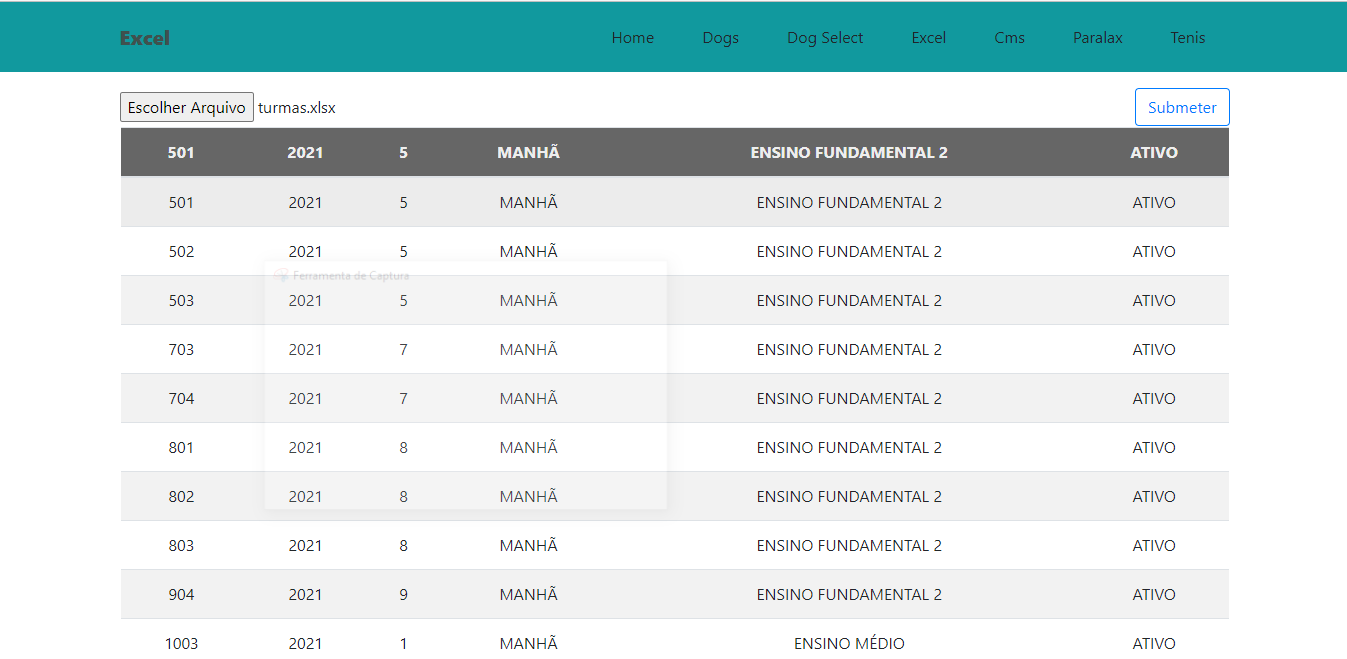 Excel Home Dogs Dog Select Excel Cms Paralax Tenis
Escolher Arquivo turmas.xlsx Submeter
501 2021 5 MANHÃ ENSINO FUNDAMENTAL 2 ATIVO
501 2021 5 MANHÃ ENSINO FUNDAMENTAL 2 ATIVO
502 2021 5 MANHÃ ENSINO FUNDAMENTAL 2 ATIVO
Ferramenta de Captura
503 2021 5 MANHÃ ENSINO FUNDAMENTAL 2 ATIVO
703 2021 7 MANHÃ ENSINO FUNDAMENTAL 2 ATIVO
704 2021 7 MANHÃ ENSINO FUNDAMENTAL 2 ATIVO
801 2021 8 MANHÃ ENSINO FUNDAMENTAL 2 ATIVO
802 2021 8 MANHÃ ENSINO FUNDAMENTAL 2 ATIVO
803 2021 8 MANHÃ ENSINO FUNDAMENTAL 2 ATIVO
904 2021 9 MANHÃ ENSINO FUNDAMENTAL 2 ATIVO
1003 2021 1 MANHÃ ENSINO MÉDIO ATIVO